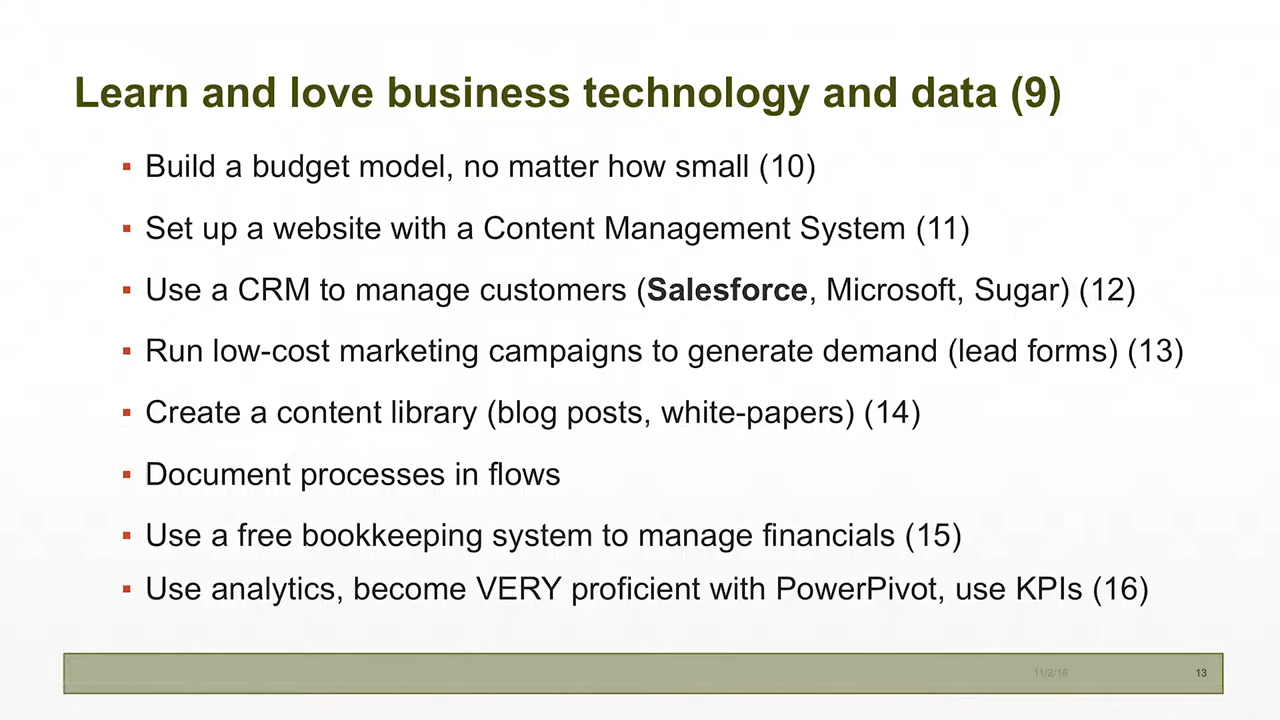 Learn and love business technology and data (9)
▪ Build a budget model, no matter how small (10)
▪ Set up a website with a Content Management System (11)
▪ Use a CRM to manage customers (Salesforce, Microsoft, Sugar) (12)
▪ Run low-cost marketing campaigns to generate demand (lead forms) (13)
▪ Create a content library (blog posts, white-papers) (14)
▪ Document processes in flows
▪ Use a free bookkeeping system to manage financials (15)
▪ Use analytics, become VERY proficient with PowerPivot, use KPIs (16)
11/2/16 13